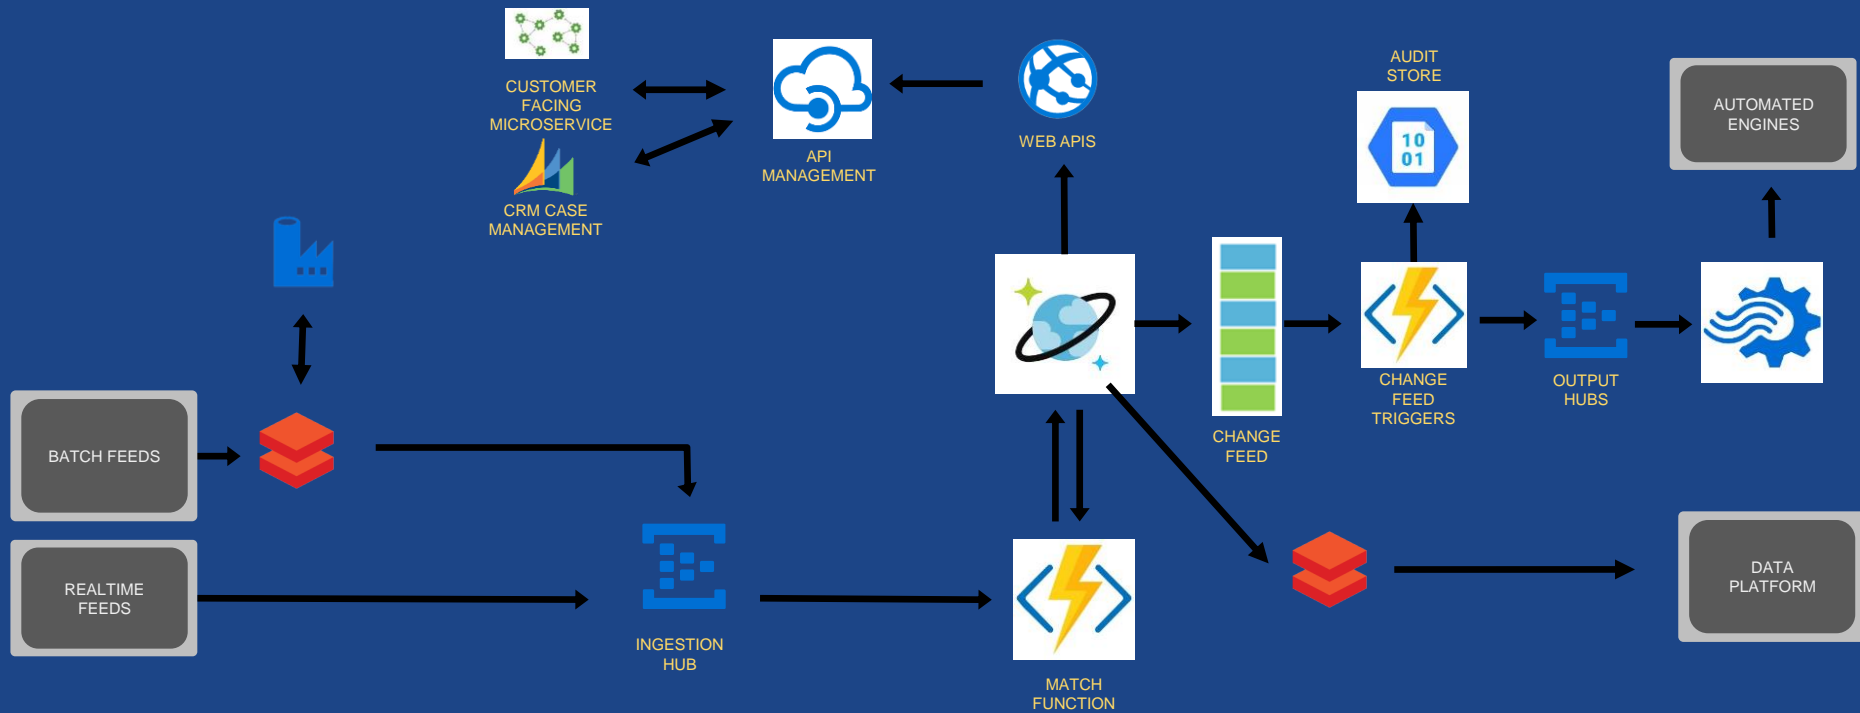 CUSTOMER
FACING
MICROSERVICE
CRM CASE
MANAGEMENT
API
MANAGEMENT
WEB APIS
AUDIT
STORE
10
01
AUTOMATED
ENGINES
CHANGE
FEED
CHANGE
FEED
TRIGGERS
OUTPUT
HUBS
BATCH FEEDS
REALTIME
FEEDS
INGESTION
HUB
MATCH
FUNCTION
DATA
PLATFORM